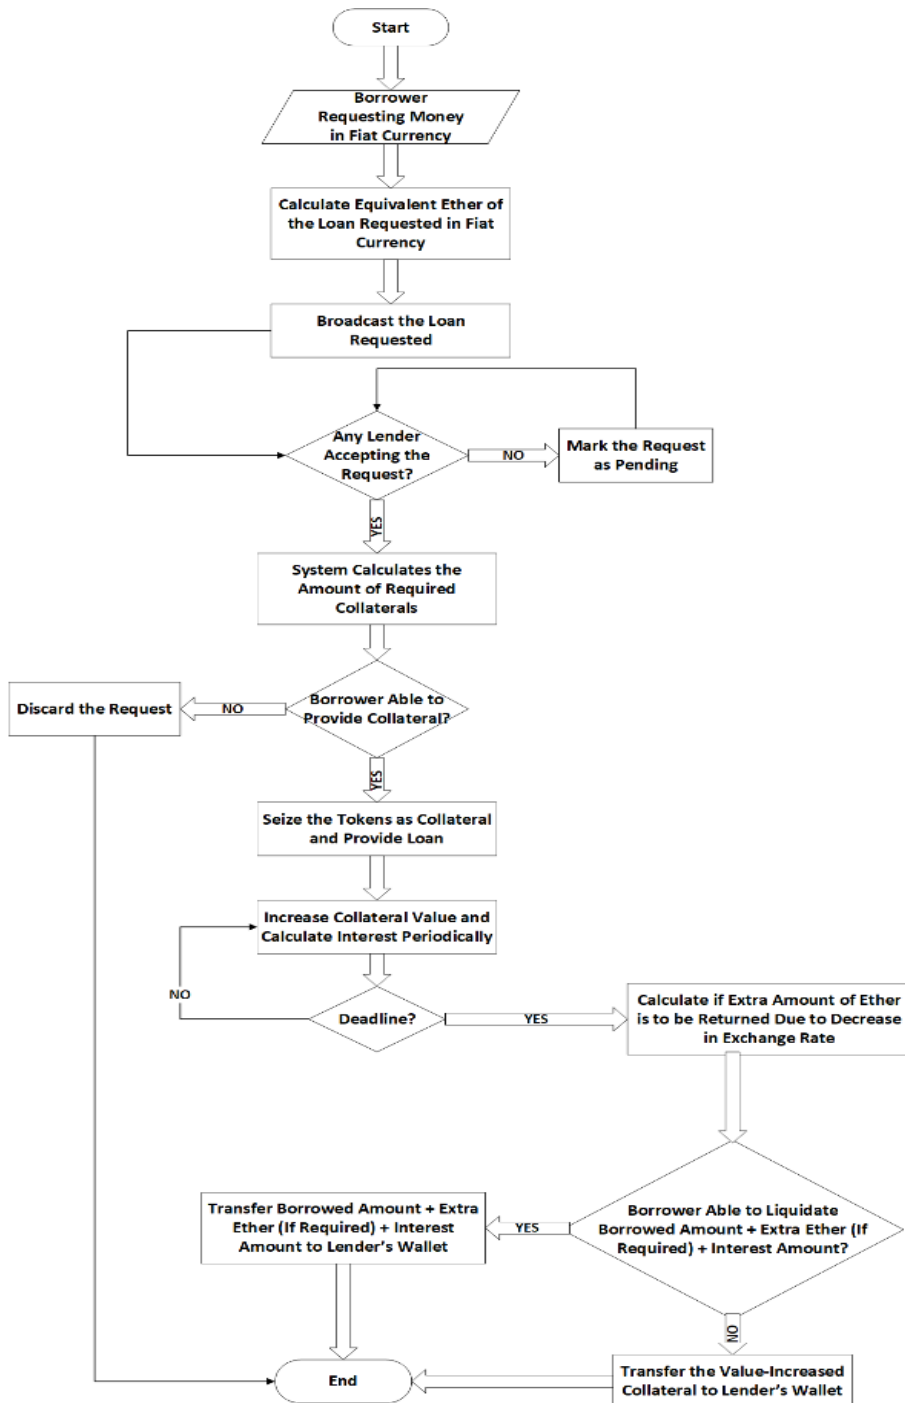 Start
Borrower
Requesting Money
in Fiat Currency
Calculate Equivalent Ether of
the Loan Requested in Fiat
Currency
Broadcast the Loan
Requested
Any Lender
Accepting the
Request?
NO
Mark the Request
as Pending
YES
System Calculates the
Amount of Required
Collaterals
Borrower Able to
Provide Collateral?
NO
Discard the Request
YES
Seize the Tokens as Collateral
and Provide Loan
Increase Collateral Value and
Calculate Interest Periodically
NO
Deadline?
YES
Calculate if Extra Amount of Ether
is to be Returned Due to Decrease
in Exchange Rate
Borrower Able to Liquidate
Borrowed Amount + Extra Ether (If
Required) + Interest Amount?
YES
Transfer Borrowed Amount + Extra
Ether (If Required) + Interest
Amount to Lender's Wallet
NO
Transfer the Value-Increased
Collateral to Lender's Wallet
End